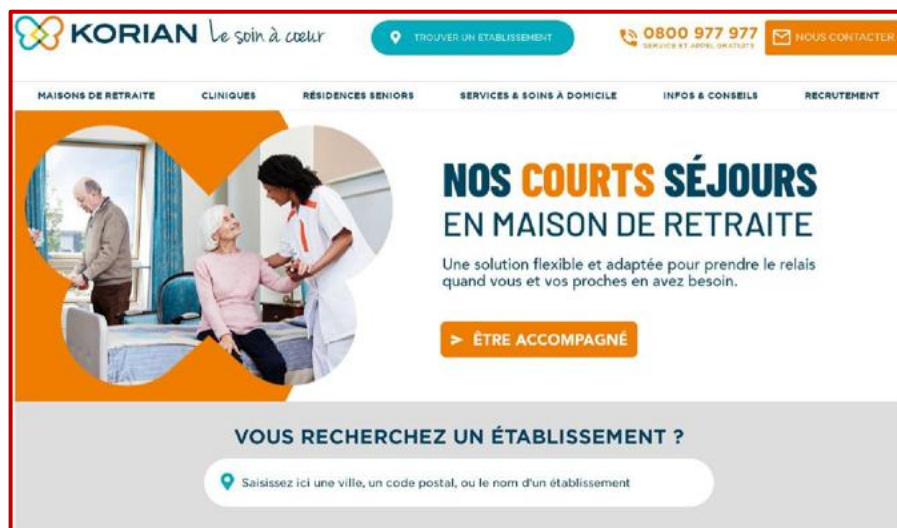 KORIAN Le soin à cœur
TROUVER UN ÉTABLISSEMENT
0800 977 977
SERVICE ET APPEL GRATUITS
NOUS CONTACTER
MAISONS DE RETRAITE CLINIQUES RÉSIDENCES SENIORS SERVICES & SOINS À DOMICILE INFOS & CONSEILS RECRUTEMENT
NOS COURTS SÉJOURS
EN MAISON DE RETRAITE
Une solution flexible et adaptée pour prendre le relais
quand vous et vos proches en avez besoin.
➤ ÊTRE ACCOMPAGNÉ
VOUS RECHERCHEZ UN ÉTABLISSEMENT ?
Saisissez ici une ville, un code postal, ou le nom d'un établissement